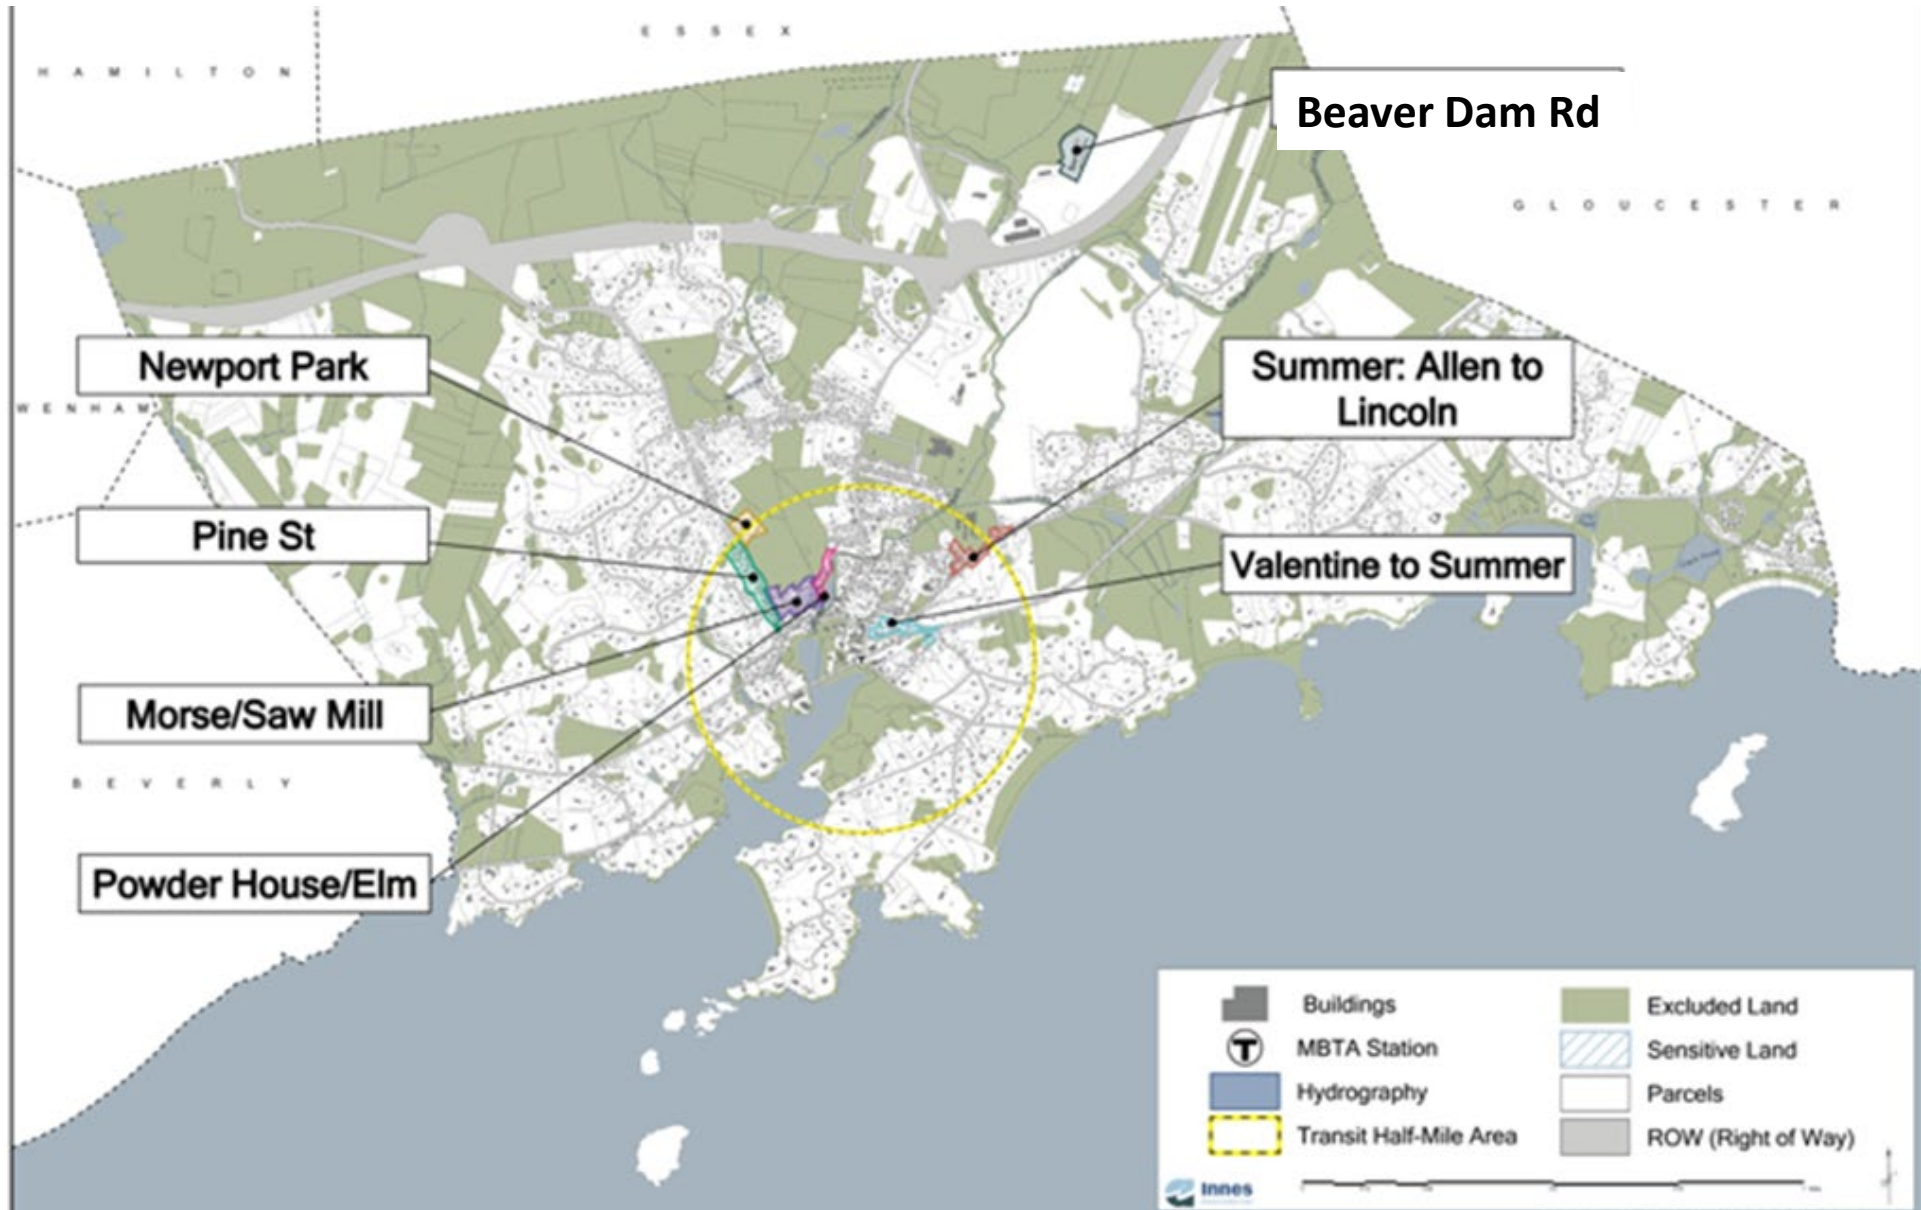 E S S E X
H A M I L T O N
Beaver Dam Rd
G L O U C E S T E R
128
Newport Park
Summer: Allen to
Lincoln
W E N H A M
Pine St
Valentine to Summer
Morse/Saw Mill
B E V E R L Y
Powder House/Elm
Buildings
MBTA Station
Hydrography
Transit Half-Mile Area
Excluded Land
Sensitive Land
Parcels
ROW (Right of Way)
Innes